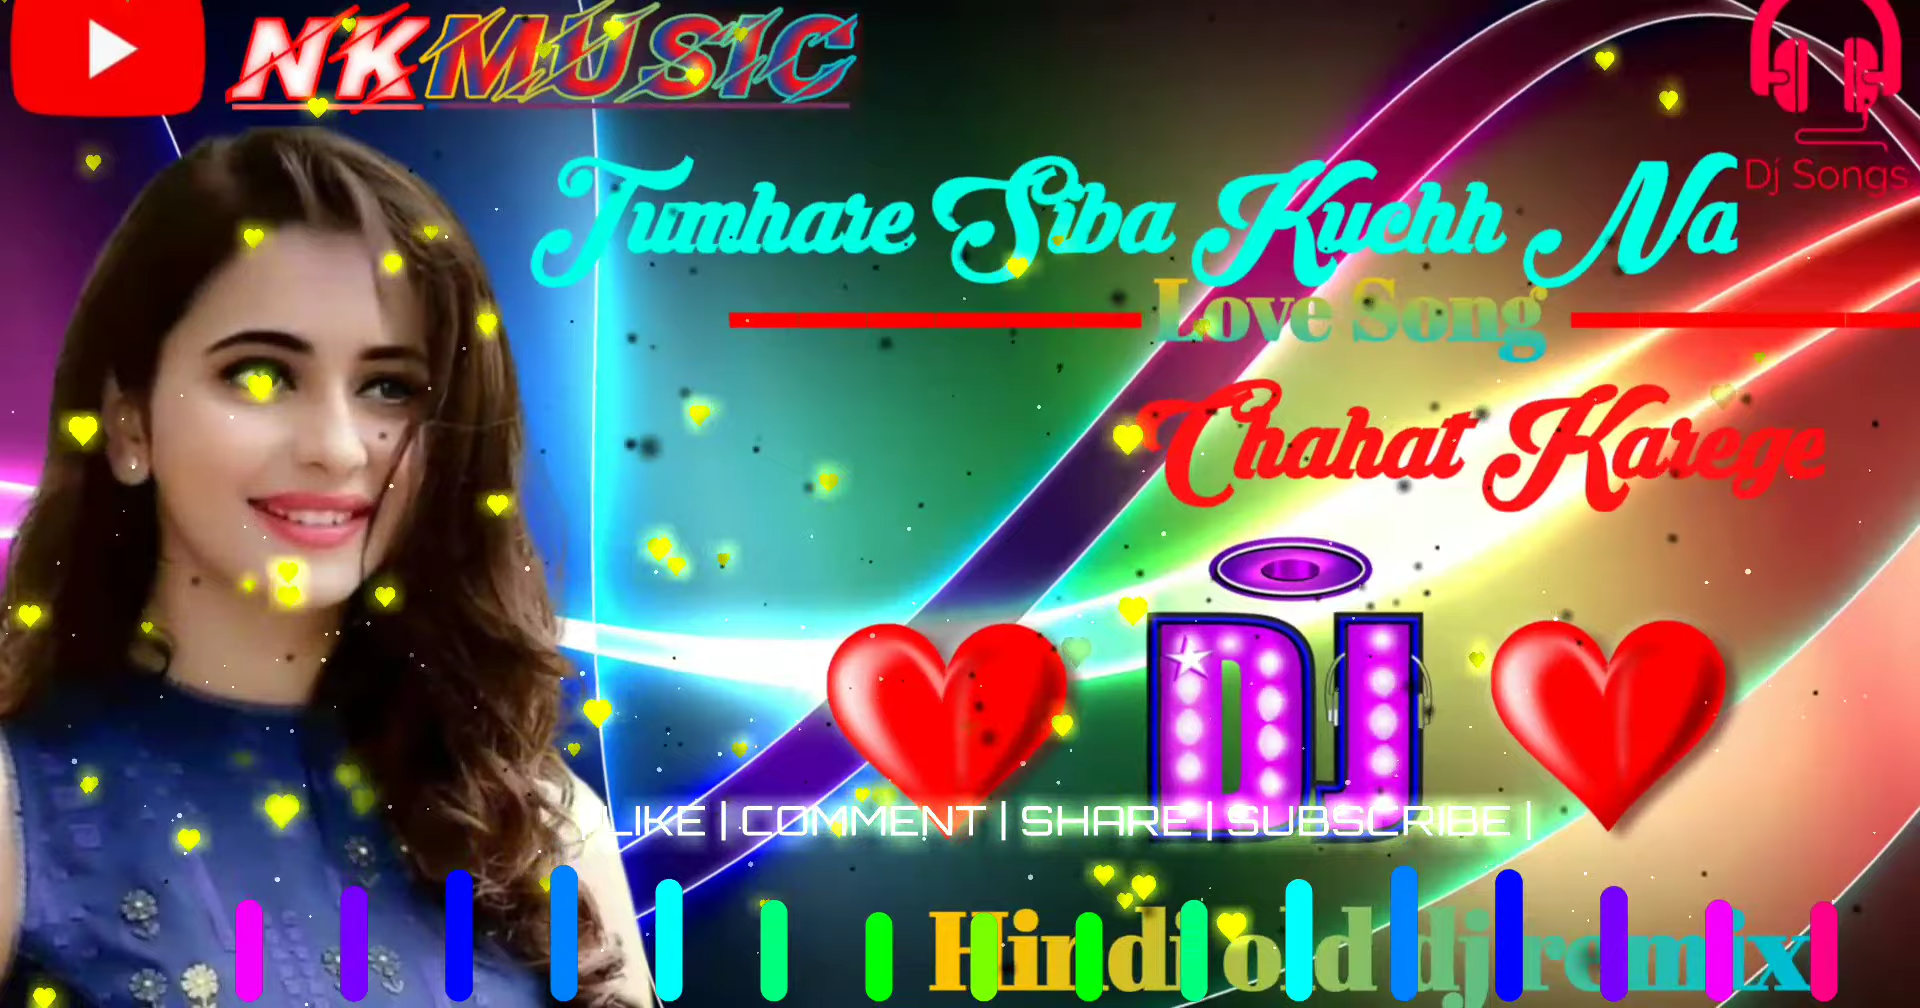 NK MUSIC
Dj Songs
Tumhare Siba Kuchh Na
Love Song
Chahat Karege
DJ
LIKE | COMMENT | SHARE | SUBSCRIBE |
Hindi old dj remix